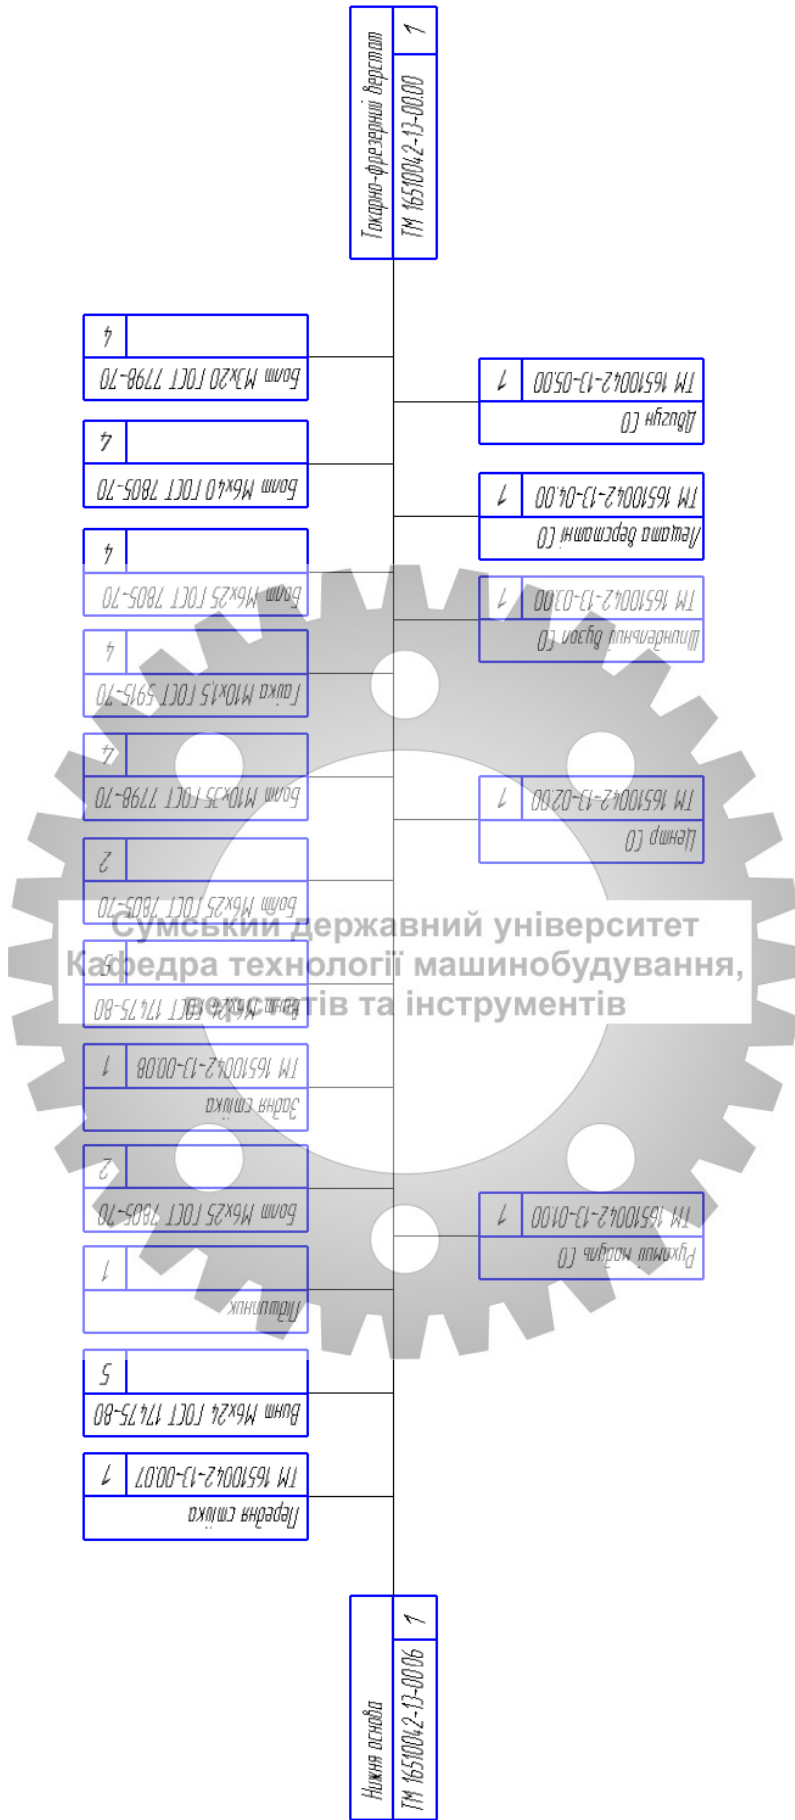 Токарно-фрезерний верстат
ТМ 16510042-13-00.00
1
4
Болт М3х20 ГОСТ 7798-70
4
Болт М6х40 ГОСТ 7805-70
4
Болт М6х25 ГОСТ 7805-70
4
Гайка М10х1,5 ГОСТ 5915-70
4
Болт М10х35 ГОСТ 7798-70
2
Болт М6х25 ГОСТ 7805-70
5
Винт М6х24 ГОСТ 17475-80
ТМ 16510042-13-00.08
1
Задня стійка
2
Болт М6х25 ГОСТ 7805-70
1
Підшипник
5
Винт М6х24 ГОСТ 17475-80
ТМ 16510042-13-00.07
1
Передня стійка
ТМ 16510042-13-05.00
1
Двигун СО
ТМ 16510042-13-04.00
1
Лещата верстатні СО
ТМ 16510042-13-03.00
1
Шпиндельний вузол СО
ТМ 16510042-13-02.00
1
Центр СО
ТМ 16510042-13-01.00
1
Рухомий модуль СО
Нижня основа
ТМ 16510042-13-00.06
1
Сумський державний університет
Кафедра технології машинобудування,
верстатів та інструментів